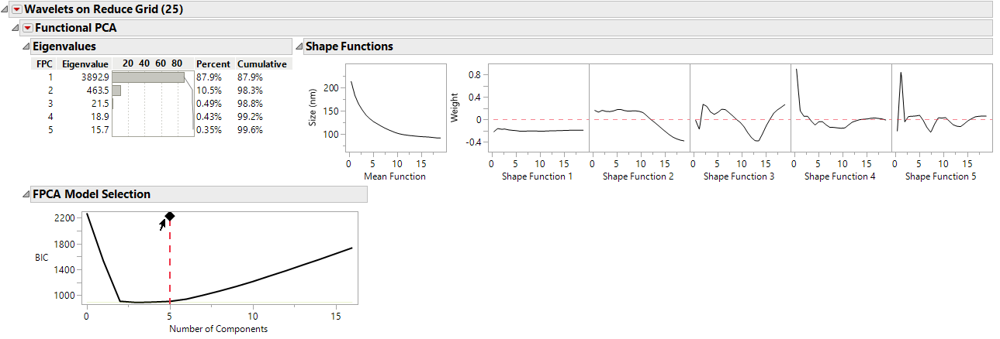 Wavelets on Reduce Grid (25)
Functional PCA
Eigenvalues
FPC Eigenvalue 20 40 60 80 Percent Cumulative
1 3892.9 87.9% 87.9%
2 463.5 10.5% 98.3%
3 21.5 0.49% 98.8%
4 18.9 0.43% 99.2%
5 15.7 0.35% 99.6%
Shape Functions
Size (nm)
200
150
100
0 5 10 15
Mean Function
Weight
0.8
0.4
0
-0.4
0 5 10 15 0 5 10 15 0 5 10 15 0 5 10 15 0 5 10 15
Shape Function 1 Shape Function 2 Shape Function 3 Shape Function 4 Shape Function 5
FPCA Model Selection
BIC
2200
1800
1400
1000
0 5 10 15
Number of Components